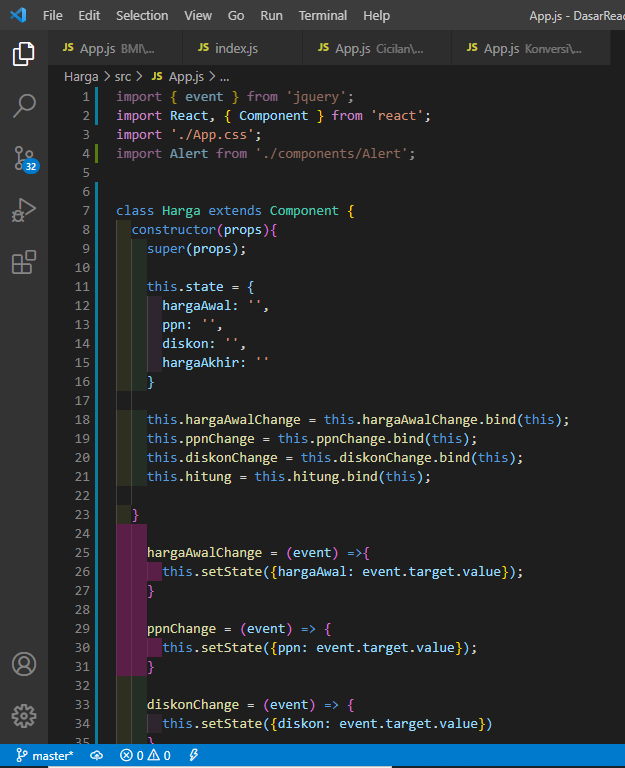 File Edit Selection View Go Run Terminal Help App.js - DasarReac
JS App.js BMI\... JS index.js JS App.js Cicilan\... JS App.js Konversi\...
Harga > src > JS App.js > ...
1 import { event } from 'jquery';
2 import React, { Component } from 'react';
3 import './App.css';
4 import Alert from './components/Alert';
5
6
7 class Harga extends Component {
8 constructor(props){
9 super(props);
10
11 this.state = {
12 hargaAwal: '',
13 ppn: '',
14 diskon: '',
15 hargaAkhir: ''
16 }
17
18 this.hargaAwalChange = this.hargaAwalChange.bind(this);
19 this.ppnChange = this.ppnChange.bind(this);
20 this.diskonChange = this.diskonChange.bind(this);
21 this.hitung = this.hitung.bind(this);
22
23 }
24
25 hargaAwalChange = (event) =>{
26 this.setState({hargaAwal: event.target.value});
27 }
28
29 ppnChange = (event) => {
30 this.setState({ppn: event.target.value});
31 }
32
33 diskonChange = (event) => {
34 this.setState({diskon: event.target.value})
35 }
32
master* 0 0